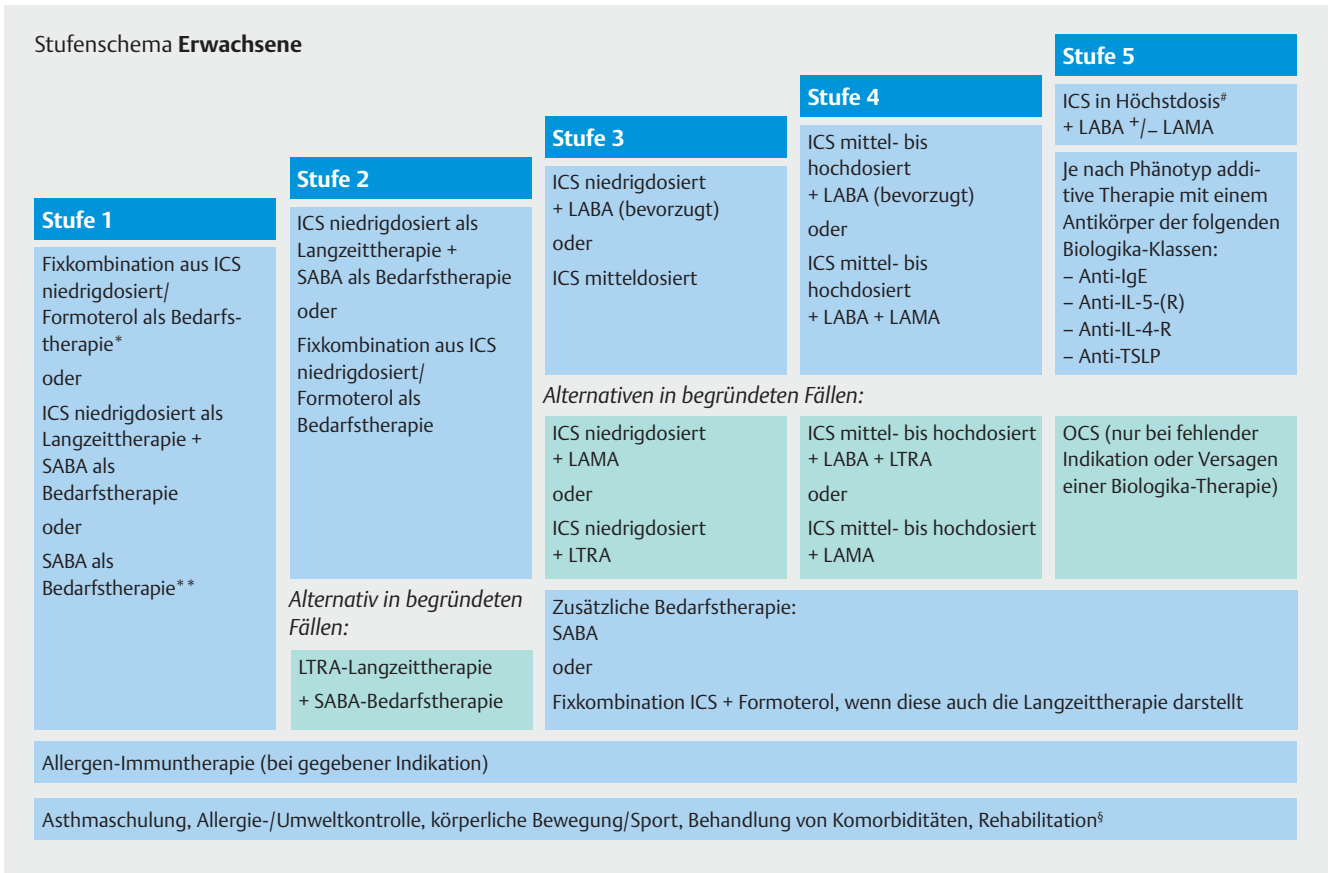 Stufenschema Erwachsene
Stufe 1
Fixkombination aus ICS
niedrigdosiert/
Formoterol als Bedarfs-
therapie*
oder
ICS niedrigdosiert als
Langzeittherapie +
SABA als
Bedarfstherapie
oder
SABA als
Bedarfstherapie**
Stufe 2
ICS niedrigdosiert als
Langzeittherapie +
SABA als Bedarfstherapie
oder
Fixkombination aus ICS
niedrigdosiert/
Formoterol als
Bedarfstherapie
Alternativ in begründeten
Fällen:
LTRA-Langzeittherapie
+ SABA-Bedarfstherapie
Stufe 3
ICS niedrigdosiert
+ LABA (bevorzugt)
oder
ICS mitteldosiert
Stufe 4
ICS mittel- bis
hochdosiert
+ LABA (bevorzugt)
oder
ICS mittel- bis
hochdosiert
+ LABA + LAMA
Stufe 5
ICS in Höchstdosis#
+ LABA +/– LAMA
Je nach Phänotyp addi-
tive Therapie mit einem
Antikörper der folgenden
Biologika-Klassen:
– Anti-IgE
– Anti-IL-5-(R)
– Anti-IL-4-R
– Anti-TSLP
Alternativen in begründeten Fällen:
ICS niedrigdosiert
+ LAMA
oder
ICS niedrigdosiert
+ LTRA
ICS mittel- bis hochdosiert
+ LABA + LTRA
oder
ICS mittel- bis hochdosiert
+ LAMA
OCS (nur bei fehlender
Indikation oder Versagen
einer Biologika-Therapie)
Zusätzliche Bedarfstherapie:
SABA
oder
Fixkombination ICS + Formoterol, wenn diese auch die Langzeittherapie darstellt
Allergen-Immuntherapie (bei gegebener Indikation)
Asthmaschulung, Allergie-/Umweltkontrolle, körperliche Bewegung/Sport, Behandlung von Komorbiditäten, Rehabilitation§